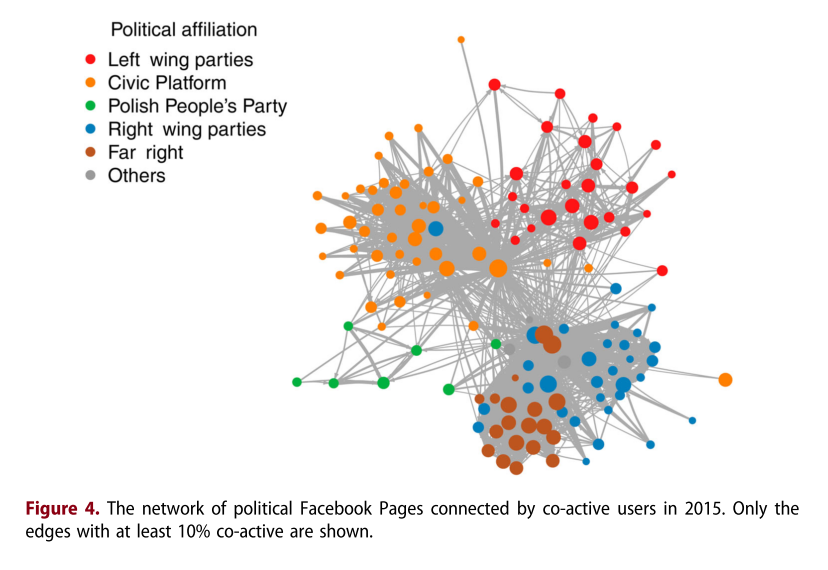 Political affiliation
Left wing parties
Civic Platform
Polish People's Party
Right wing parties
Far right
Others
Figure 4. The network of political Facebook Pages connected by co-active users in 2015. Only the
edges with at least 10% co-active are shown.